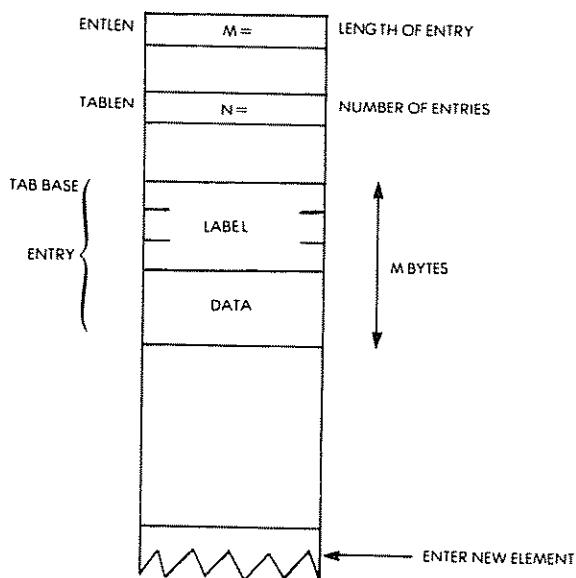 ENTLEN M= LENGTH OF ENTRY
TABLEN N= NUMBER OF ENTRIES
TAB BASE
LABEL
ENTRY
M BYTES
DATA
ENTER NEW ELEMENT